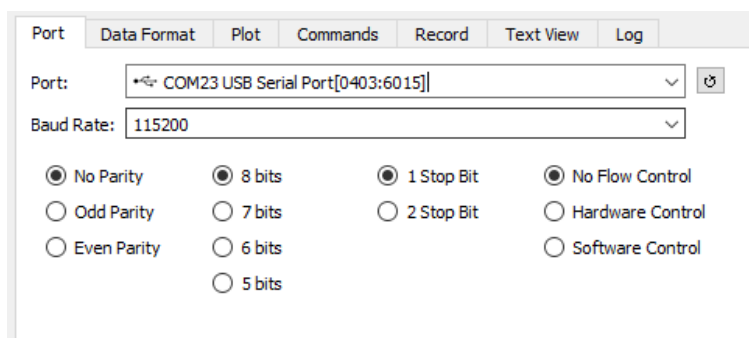 Port Data Format Plot Commands Record Text View Log
Port: COM23 USB Serial Port[0403:6015]
Baud Rate: 115200
No Parity 8 bits 1 Stop Bit No Flow Control
Odd Parity 7 bits 2 Stop Bit Hardware Control
Even Parity 6 bits Software Control
5 bits